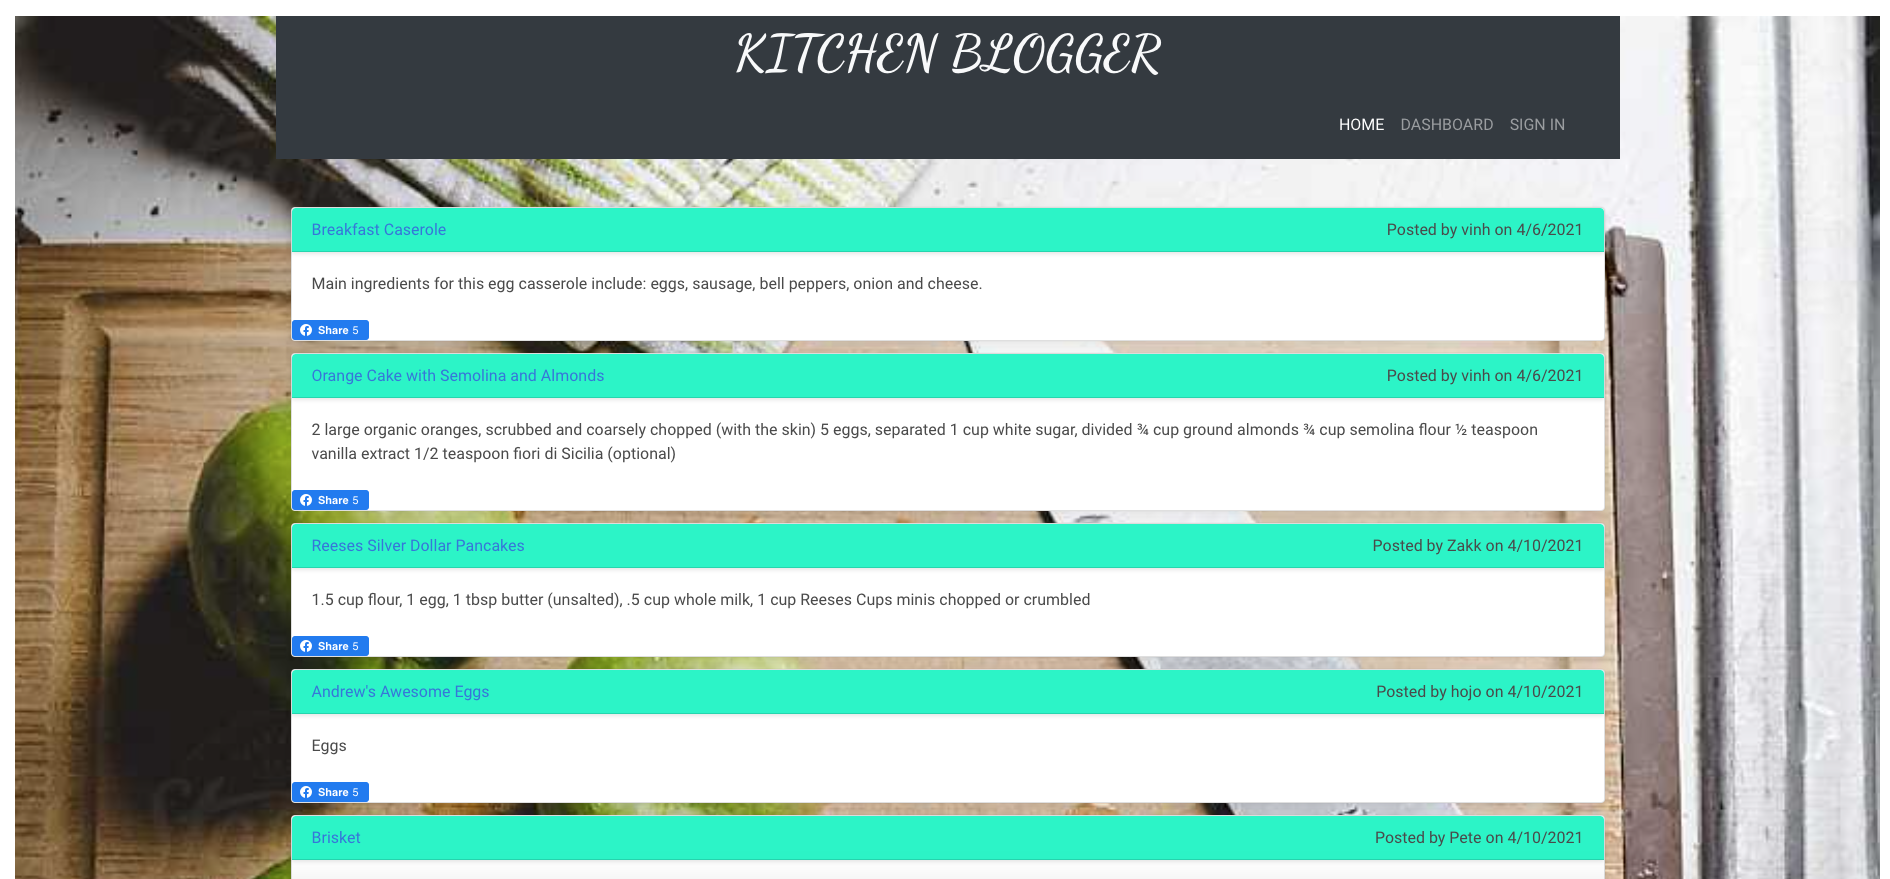 KITCHEN BLOGGER
HOME DASHBOARD SIGN IN
Breakfast Caserole Posted by vinh on 4/6/2021
Main ingredients for this egg casserole include: eggs, sausage, bell peppers, onion and cheese.
Share 5
Orange Cake with Semolina and Almonds Posted by vinh on 4/6/2021
2 large organic oranges, scrubbed and coarsely chopped (with the skin) 5 eggs, separated 1 cup white sugar, divided ¾ cup ground almonds ¾ cup semolina flour ½ teaspoon
vanilla extract 1/2 teaspoon fiori di Sicilia (optional)
Share 5
Reeses Silver Dollar Pancakes Posted by Zakk on 4/10/2021
1.5 cup flour, 1 egg, 1 tbsp butter (unsalted), .5 cup whole milk, 1 cup Reeses Cups minis chopped or crumbled
Share 5
Andrew's Awesome Eggs Posted by hojo on 4/10/2021
Eggs
Share 5
Brisket Posted by Pete on 4/10/2021